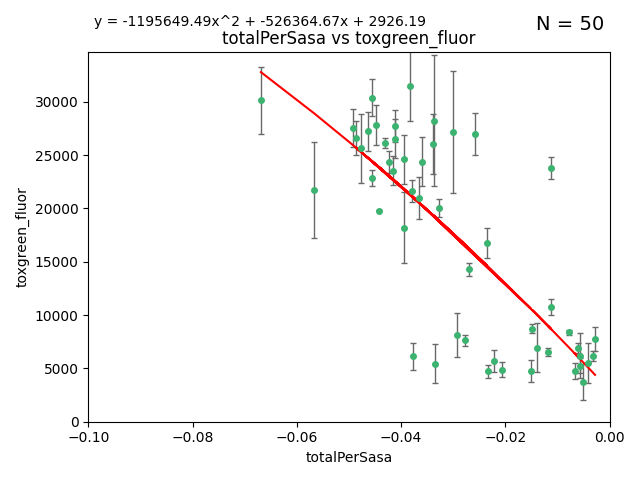 y = -1195649.49x^2 + -526364.67x + 2926.19
N = 50
totalPerSasa vs toxgreen_fluor
toxgreen_fluor
30000
25000
20000
15000
10000
5000
0
−0.10
−0.08
−0.06
−0.04
−0.02
0.00
totalPerSasa